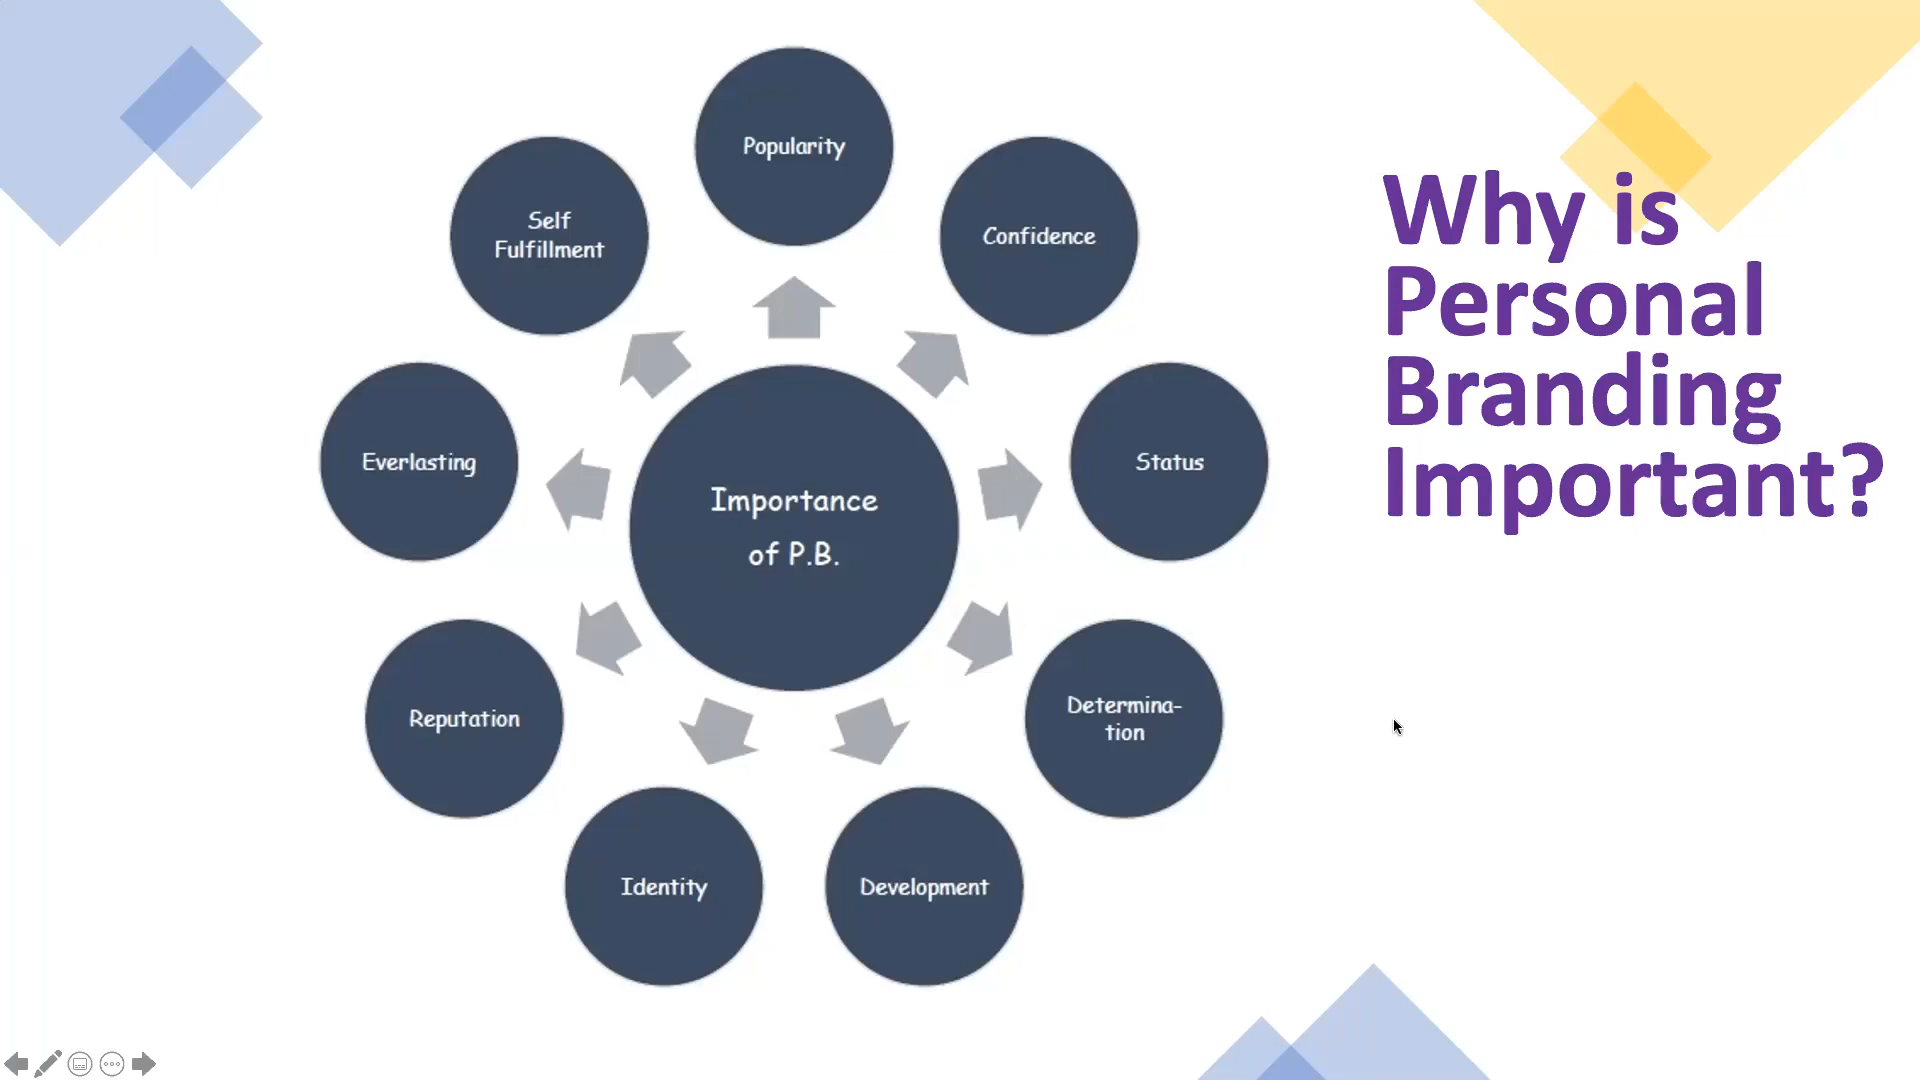 Why is
Personal
Branding
Important?
Importance
of P.B.
Popularity
Confidence
Status
Determina-
tion
Development
Identity
Reputation
Everlasting
Self
Fulfillment